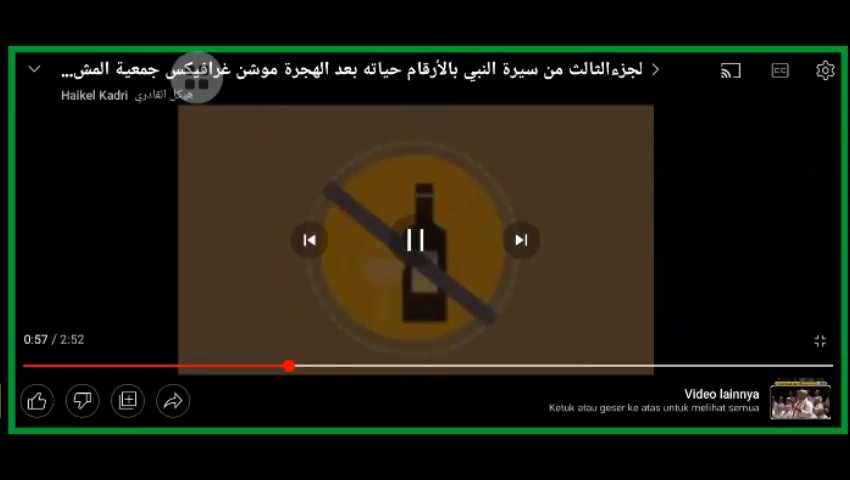 لجزءالثالث من سيرة النبي بالأرقام حياته بعد الهجرة موشن غرافيكس جمعية المش...
Haikel Kadri هيكل القادري
CC
0:57 / 2:52
Video lainnya
Ketuk atau geser ke atas untuk melihat semua